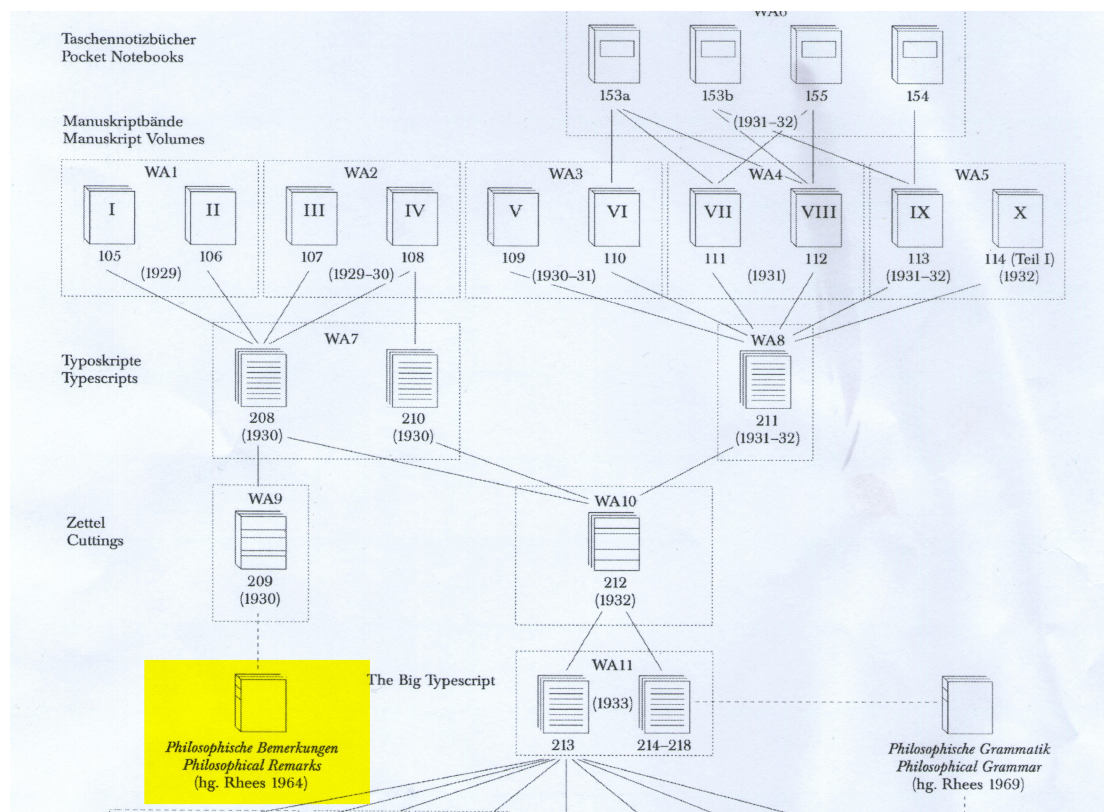 WA6
Taschennotizbücher
Pocket Notebooks
153a 153b 155 154
(1931–32)
Manuskriptbände
Manuskript Volumes
WA1 WA2 WA3 WA4 WA5
I II III IV V VI VII VIII IX X
105 106 107 108 109 110 111 112 113 114 (Teil I)
(1929) (1929–30) (1930–31) (1931) (1931–32) (1932)
WA7 WA8
Typoskripte
Typescripts
208 210 211
(1930) (1930) (1931–32)
WA9 WA10
Zettel
Cuttings
209 212
(1930) (1932)
WA11
The Big Typescript
(1933)
213 214–218
Philosophische Bemerkungen
Philosophical Remarks
(hg. Rhees 1964)
Philosophische Grammatik
Philosophical Grammar
(hg. Rhees 1969)